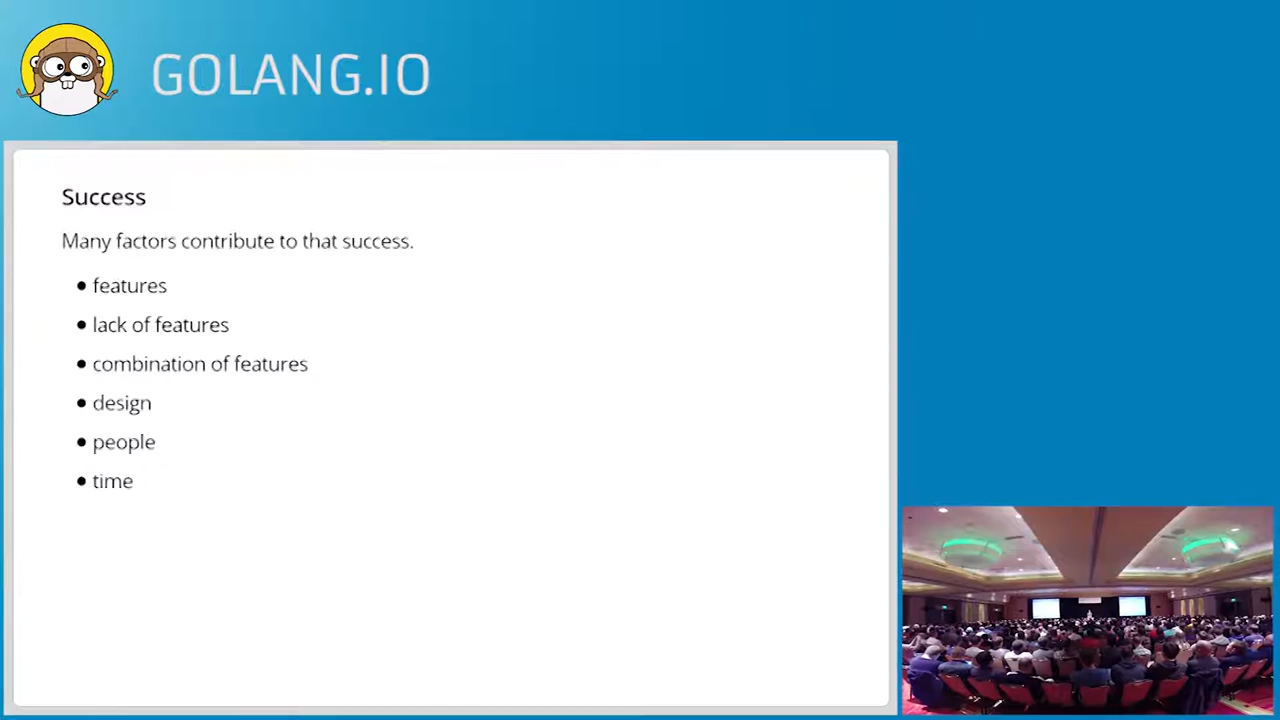 GOLANG.IO
Success
Many factors contribute to that success.
• features
• lack of features
• combination of features
• design
• people
• time